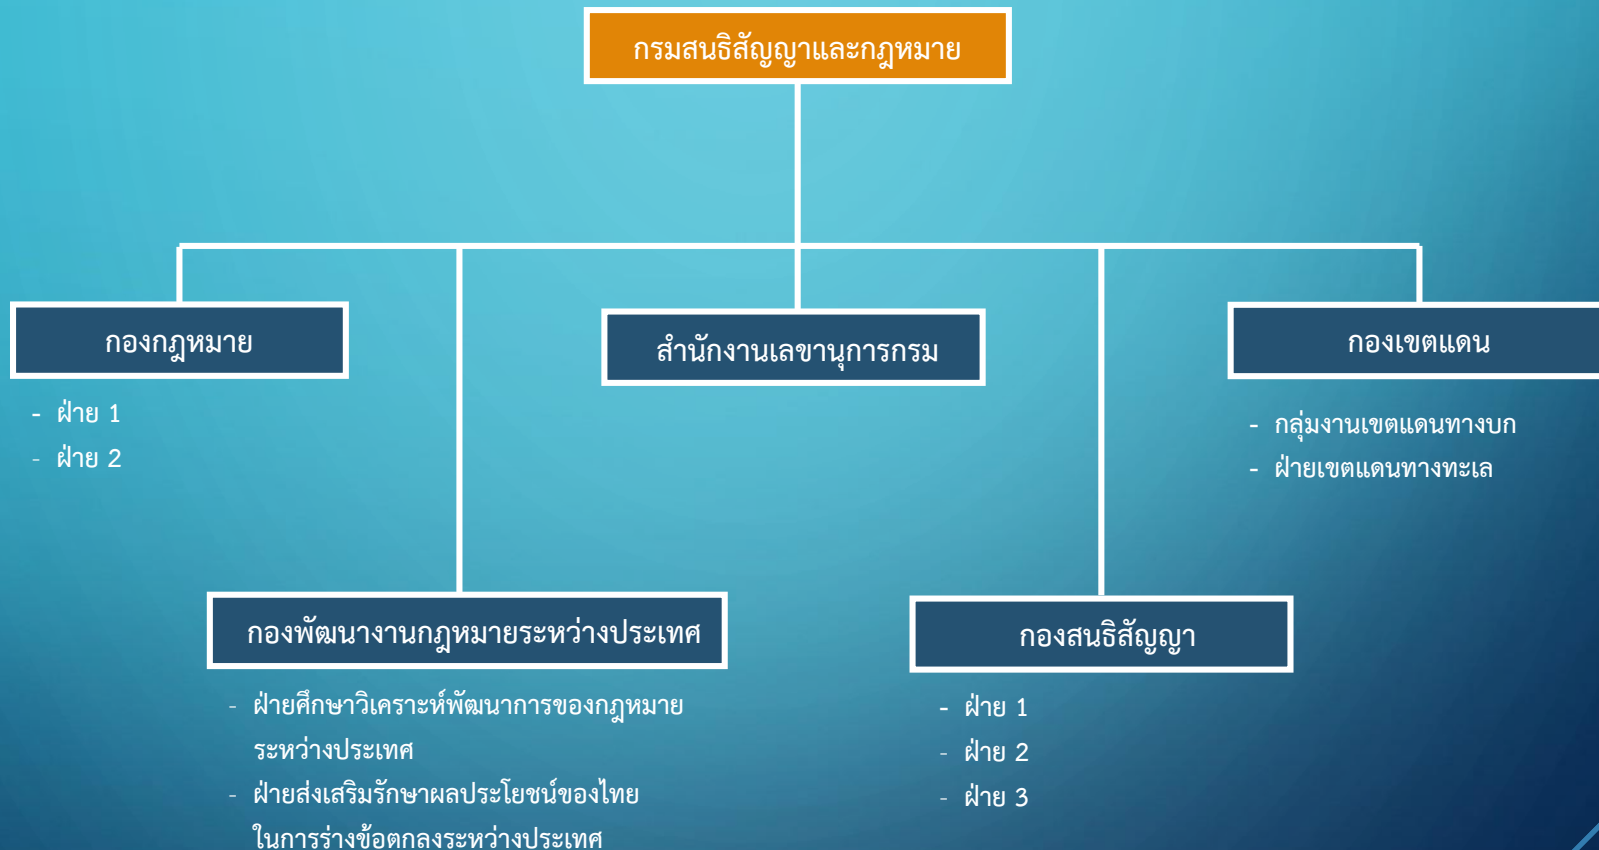 กรมสนธิสัญญาและกฎหมาย
กองกฎหมาย
- ฝ่าย 1
- ฝ่าย 2
สำนักงานเลขานุการกรม
กองเขตแดน
- กลุ่มงานเขตแดนทางบก
- ฝ่ายเขตแดนทางทะเล
กองพัฒนางานกฎหมายระหว่างประเทศ
- ฝ่ายศึกษาวิเคราะห์พัฒนาการของกฎหมาย
ระหว่างประเทศ
- ฝ่ายส่งเสริมรักษาผลประโยชน์ของไทย
ในการร่างข้อตกลงระหว่างประเทศ
กองสนธิสัญญา
- ฝ่าย 1
- ฝ่าย 2
- ฝ่าย 3